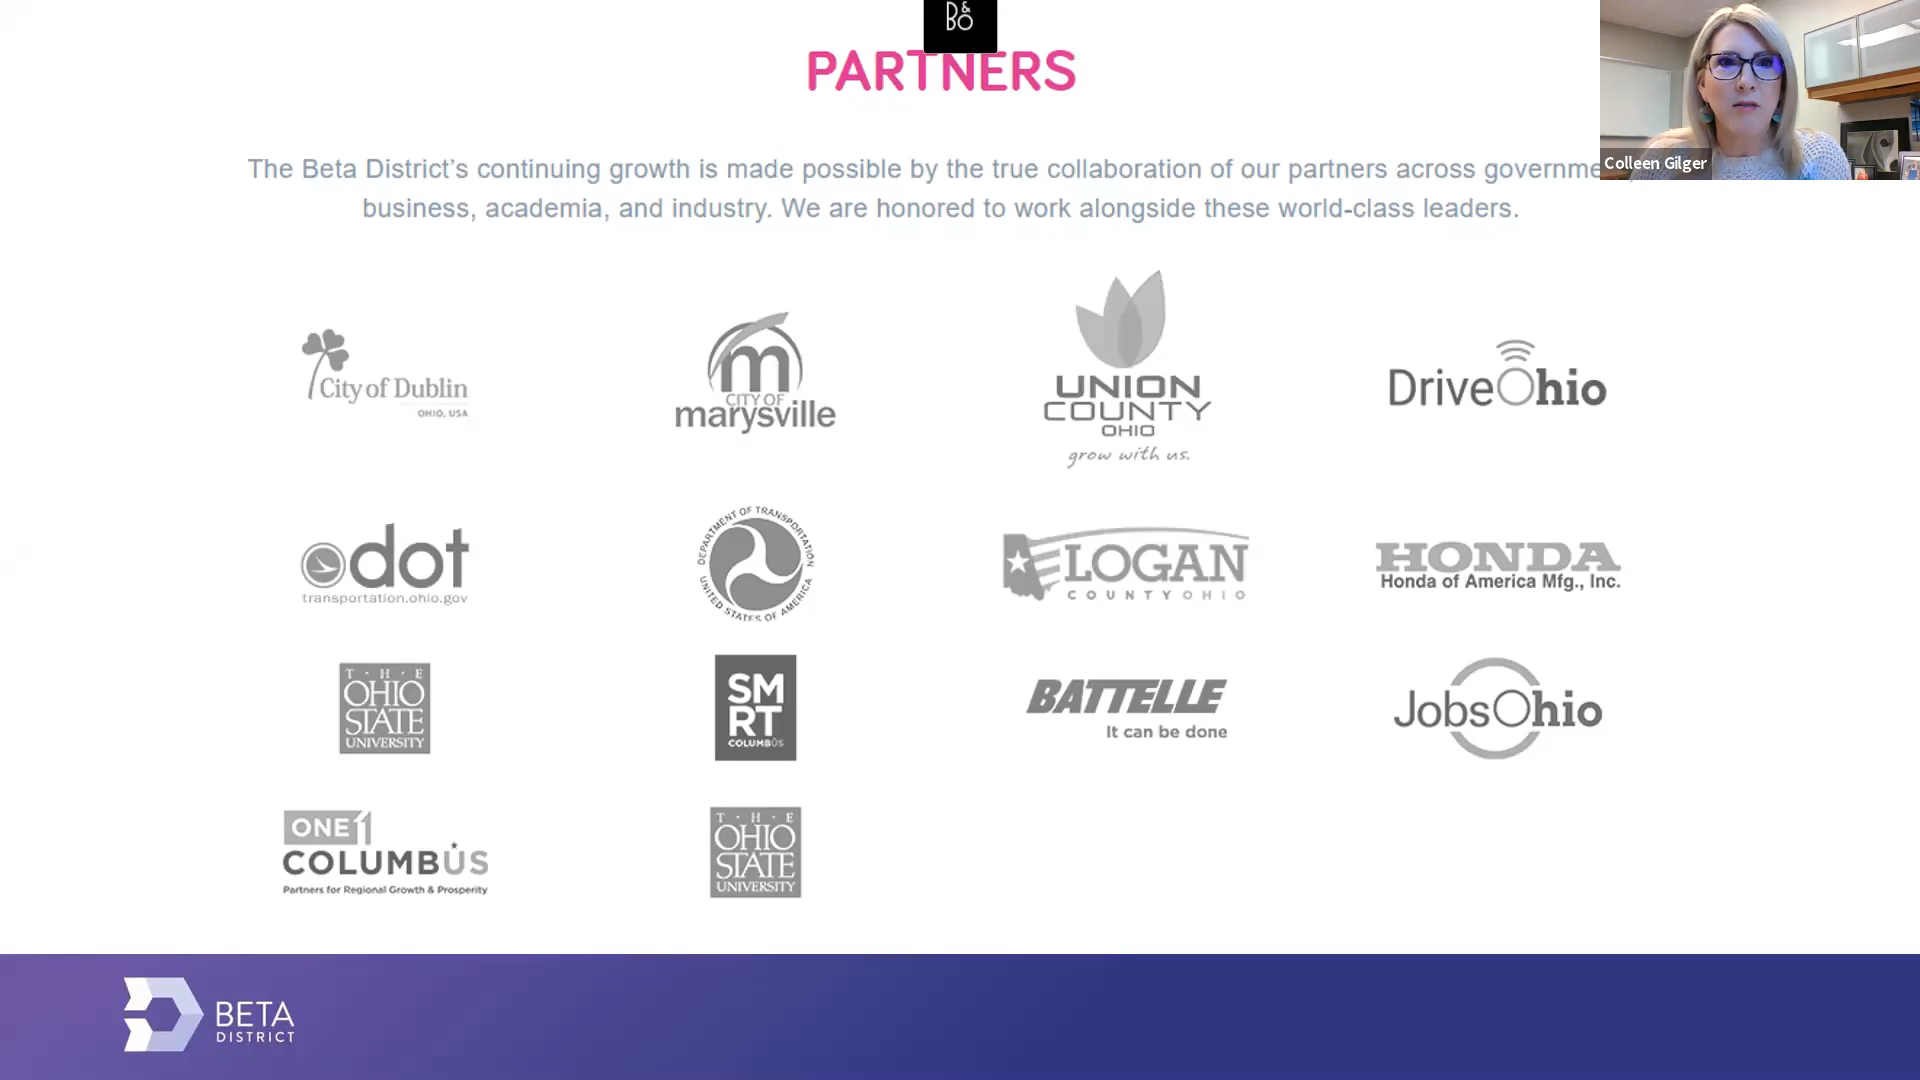 B&
BO
PARTNERS
The Beta District's continuing growth is made possible by the true collaboration of our partners across governme
business, academia, and industry. We are honored to work alongside these world-class leaders.
Colleen Gilger
City of Dublin
OHIO, USA
m
CITY OF
marysville
UNION
COUNTY
OHIO
grow with us.
DriveOhio
odot
transportation.ohio.gov
DEPARTMENT OF TRANSPORTATION
UNITED STATES OF AMERICA
LOGAN
COUNTY OHIO
HONDA
Honda of America Mfg., Inc.
T·H·E
OHIO
STATE
UNIVERSITY
SM
RT
COLUMBUS
BATTELLE
It can be done
JobsOhio
ONE1
COLUMBUS
Partners for Regional Growth & Prosperity
T·H·E
OHIO
STATE
UNIVERSITY
BETA
DISTRICT